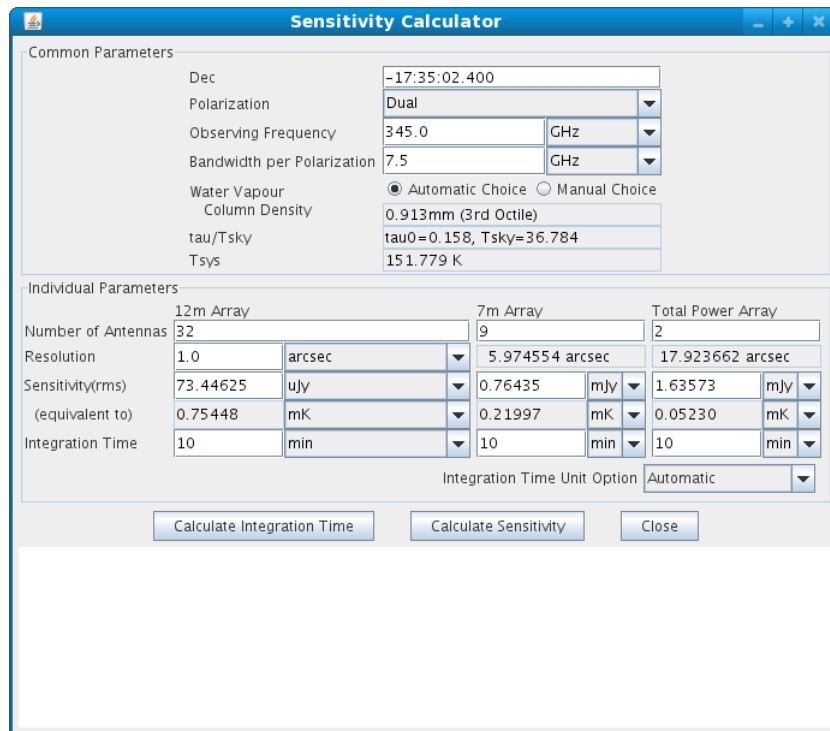 Sensitivity Calculator
Common Parameters
Dec -17:35:02.400
Polarization Dual
Observing Frequency 345.0 GHz
Bandwidth per Polarization 7.5 GHz
Water Vapour Automatic Choice Manual Choice
Column Density 0.913mm (3rd Octile)
tau/Tsky tau0=0.158, Tsky=36.784
Tsys 151.779 K
Individual Parameters
12m Array 7m Array Total Power Array
Number of Antennas 32 9 2
Resolution 1.0 arcsec 5.974554 arcsec 17.923662 arcsec
Sensitivity(rms) 73.44625 uJy 0.76435 mJy 1.63573 mJy
(equivalent to) 0.75448 mK 0.21997 mK 0.05230 mK
Integration Time 10 min 10 min 10 min
Integration Time Unit Option Automatic
Calculate Integration Time Calculate Sensitivity Close